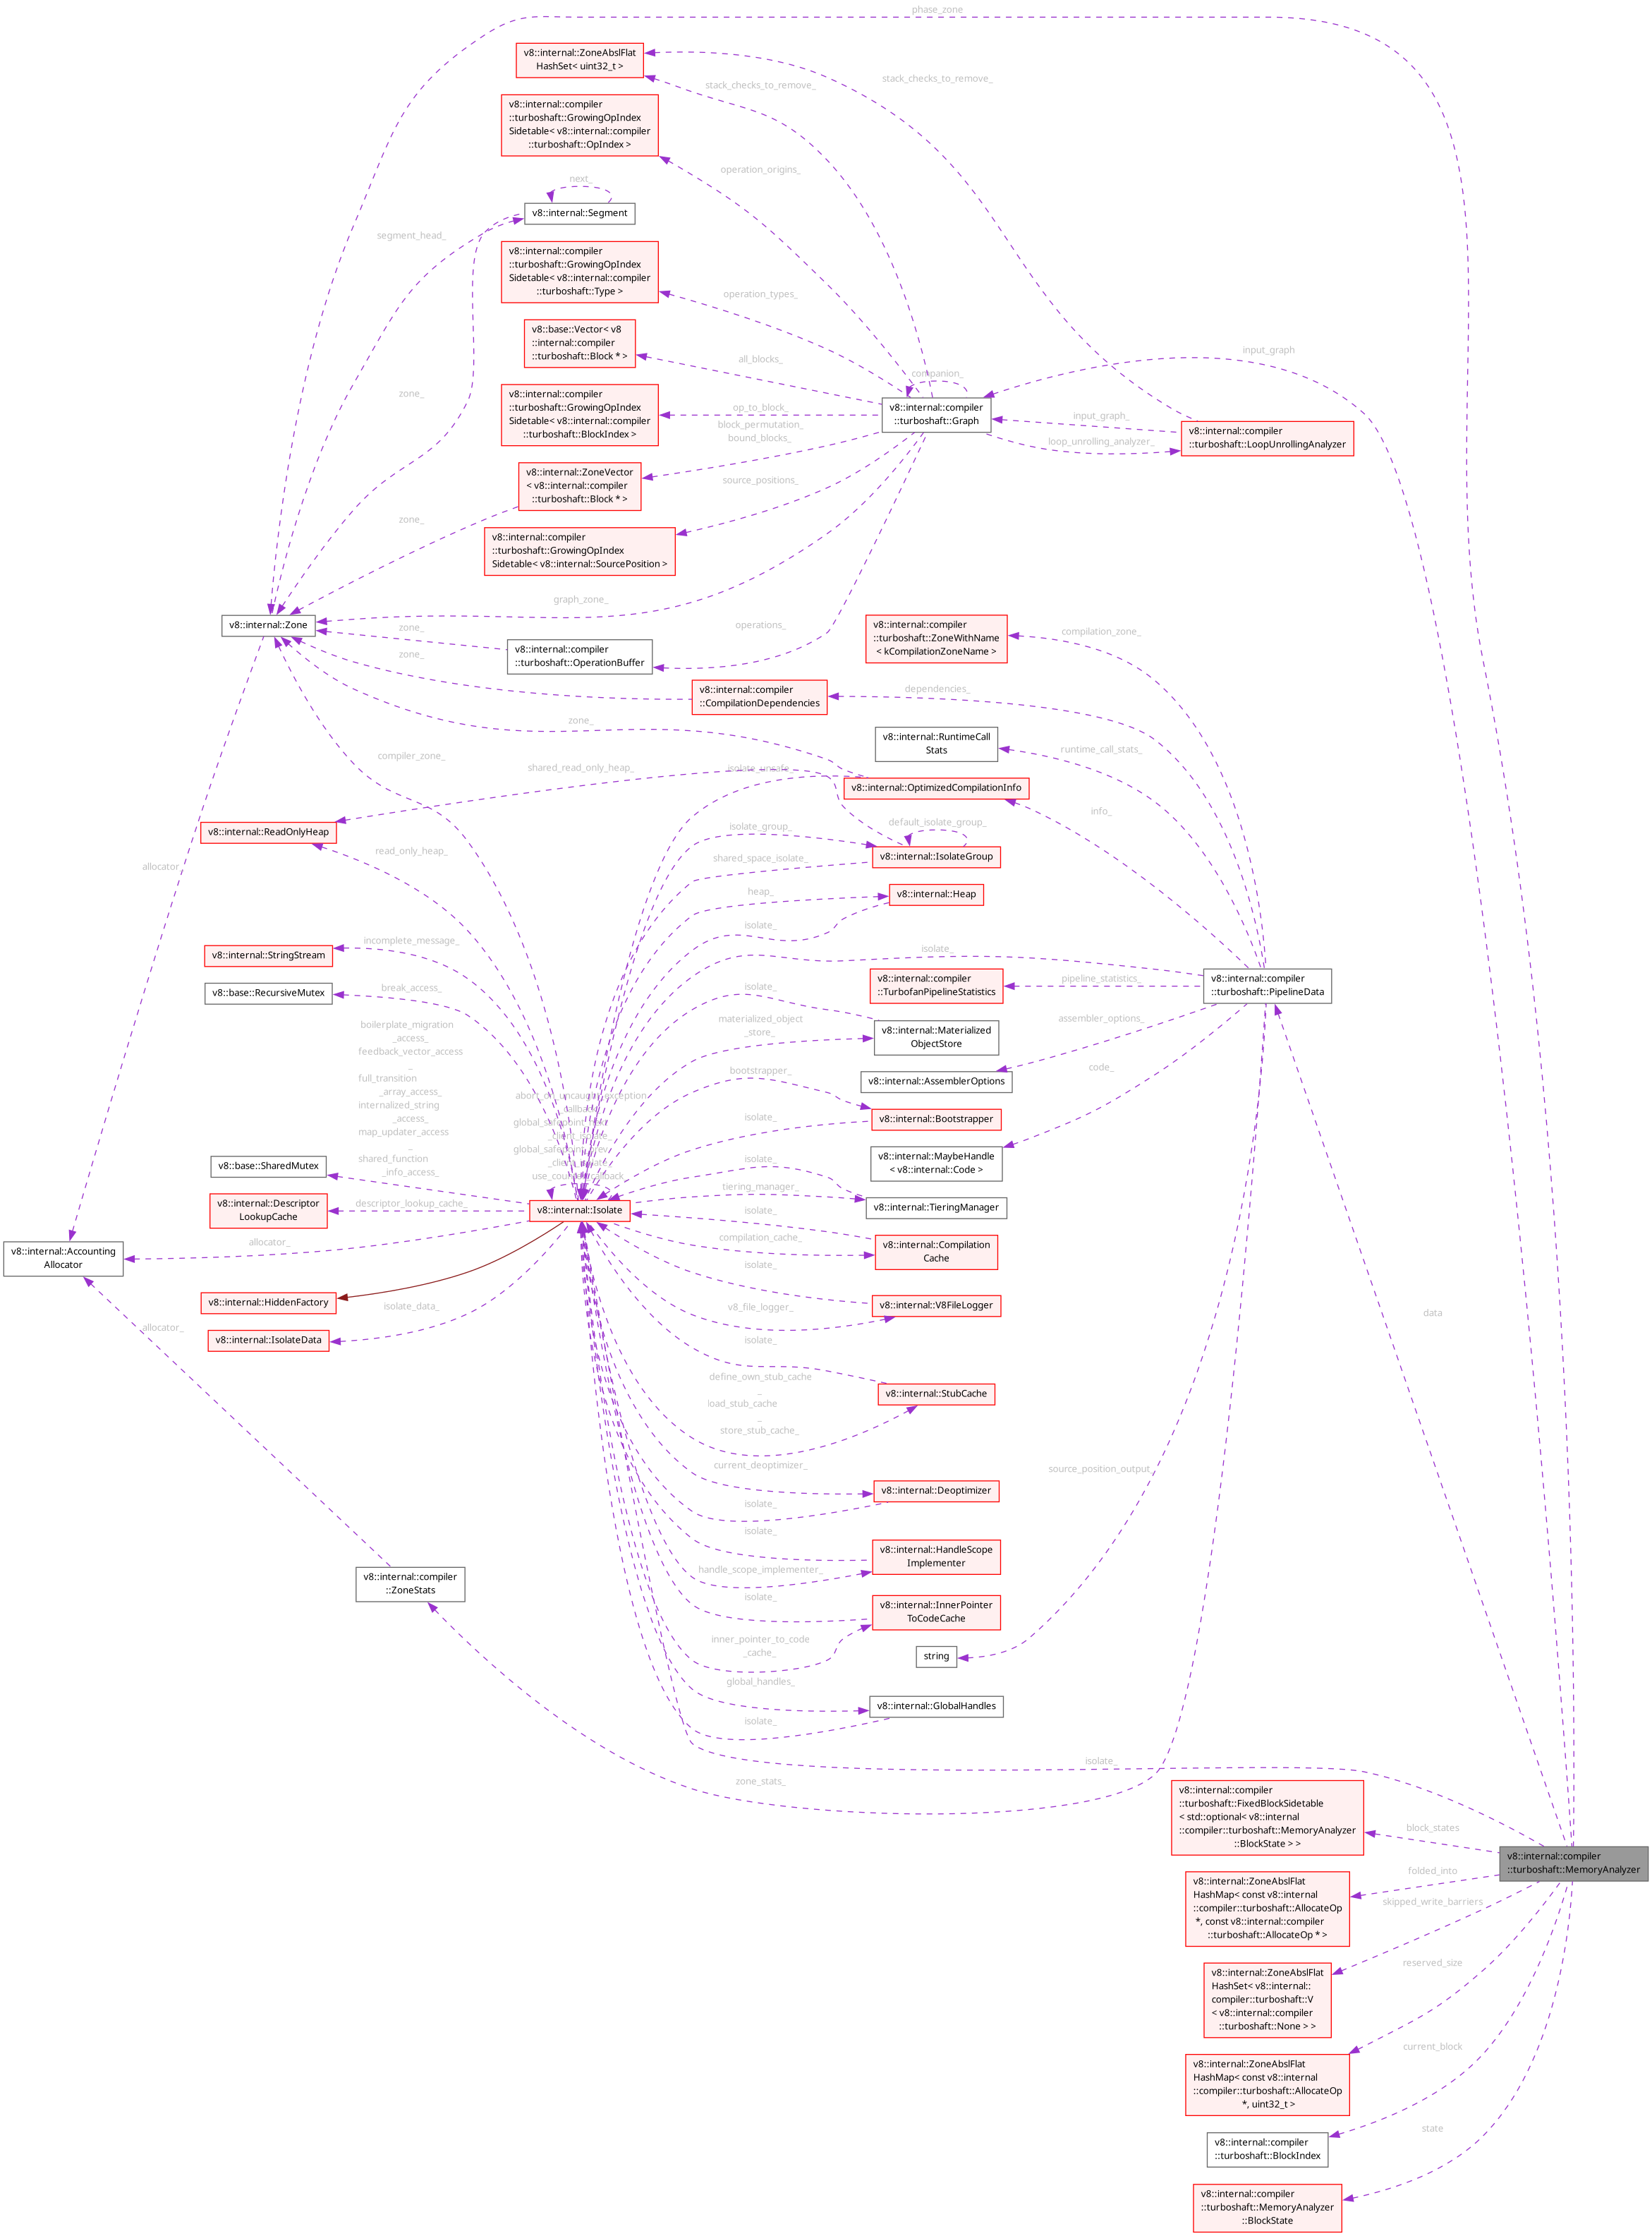 phase_zone
v8::internal::ZoneAbslFlat
HashSet< uint32_t >
stack_checks_to_remove_
stack_checks_to_remove_
v8::internal::compiler
::turboshaft::GrowingOpIndex
Sidetable< v8::internal::compiler
::turboshaft::OpIndex >
operation_origins_
next_
v8::internal::Segment
segment_head_
v8::internal::compiler
::turboshaft::GrowingOpIndex
Sidetable< v8::internal::compiler
::turboshaft::Type >
operation_types_
v8::base::Vector< v8
::internal::compiler
::turboshaft::Block * >
all_blocks_
companion_
input_graph
v8::internal::compiler
::turboshaft::GrowingOpIndex
Sidetable< v8::internal::compiler
::turboshaft::BlockIndex >
op_to_block_
v8::internal::compiler
::turboshaft::Graph
input_graph_
loop_unrolling_analyzer_
v8::internal::compiler
::turboshaft::LoopUnrollingAnalyzer
zone_
block_permutation_
bound_blocks_
v8::internal::ZoneVector
< v8::internal::compiler
::turboshaft::Block * >
source_positions_
zone_
v8::internal::compiler
::turboshaft::GrowingOpIndex
Sidetable< v8::internal::SourcePosition >
graph_zone_
v8::internal::Zone
zone_
v8::internal::compiler
::turboshaft::OperationBuffer
operations_
v8::internal::compiler
::turboshaft::ZoneWithName
< kCompilationZoneName >
compilation_zone_
zone_
v8::internal::compiler
::CompilationDependencies
dependencies_
zone_
v8::internal::RuntimeCall
Stats
runtime_call_stats_
compiler_zone_
shared_read_only_heap_
isolate_unsafe_
v8::internal::OptimizedCompilationInfo
info_
v8::internal::ReadOnlyHeap
read_only_heap_
isolate_group_
default_isolate_group_
v8::internal::IsolateGroup
shared_space_isolate_
allocator_
heap_
v8::internal::Heap
isolate_
incomplete_message_
v8::internal::StringStream
isolate_
v8::internal::compiler
::turboshaft::PipelineData
v8::base::RecursiveMutex
break_access_
isolate_
v8::internal::compiler
::TurbofanPipelineStatistics
pipeline_statistics_
materialized_object
_store_
v8::internal::Materialized
ObjectStore
assembler_options_
boilerplate_migration
_access_
feedback_vector_access
_
full_transition
_array_access_
internalized_string
_access_
map_updater_access
_
shared_function
_info_access_
bootstrapper_
v8::internal::AssemblerOptions
code_
abort_on_uncaught_exception
_callback_
global_safepoint_next
_client_isolate_
global_safepoint_prev
_client_isolate_
use_counter_callback_
isolate_
v8::internal::Bootstrapper
v8::internal::MaybeHandle
< v8::internal::Code >
v8::base::SharedMutex
isolate_
tiering_manager_
v8::internal::TieringManager
v8::internal::Descriptor
LookupCache
descriptor_lookup_cache_
v8::internal::Isolate
isolate_
compilation_cache_
v8::internal::Compilation
Cache
v8::internal::Accounting
Allocator
allocator_
isolate_
v8::internal::HiddenFactory
isolate_data_
v8_file_logger_
v8::internal::V8FileLogger
data
v8::internal::IsolateData
allocator_
isolate_
define_own_stub_cache
_
load_stub_cache
_
store_stub_cache_
v8::internal::StubCache
current_deoptimizer_
source_position_output_
v8::internal::Deoptimizer
isolate_
isolate_
v8::internal::HandleScope
Implementer
handle_scope_implementer_
v8::internal::compiler
::ZoneStats
isolate_
v8::internal::InnerPointer
ToCodeCache
inner_pointer_to_code
_cache_
string
global_handles_
v8::internal::GlobalHandles
isolate_
isolate_
zone_stats_
v8::internal::compiler
::turboshaft::FixedBlockSidetable
< std::optional< v8::internal
::compiler::turboshaft::MemoryAnalyzer
::BlockState > >
block_states
v8::internal::compiler
::turboshaft::MemoryAnalyzer
v8::internal::ZoneAbslFlat
HashMap< const v8::internal
::compiler::turboshaft::AllocateOp
*, const v8::internal::compiler
::turboshaft::AllocateOp * >
folded_into
skipped_write_barriers
v8::internal::ZoneAbslFlat
HashSet< v8::internal::
compiler::turboshaft::V
< v8::internal::compiler
::turboshaft::None > >
reserved_size
v8::internal::ZoneAbslFlat
HashMap< const v8::internal
::compiler::turboshaft::AllocateOp
*, uint32_t >
current_block
v8::internal::compiler
::turboshaft::BlockIndex
state
v8::internal::compiler
::turboshaft::MemoryAnalyzer
::BlockState